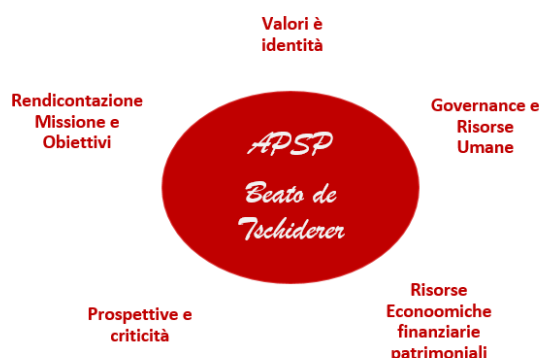 Valori è
identità
Rendicontazione
Missione e
Obiettivi
Governance e
Risorse
Umane
APSP
Beato de
Tschiderer
Prospettive e
criticità
Risorse
Econoomiche
finanziarie
patrimoniali